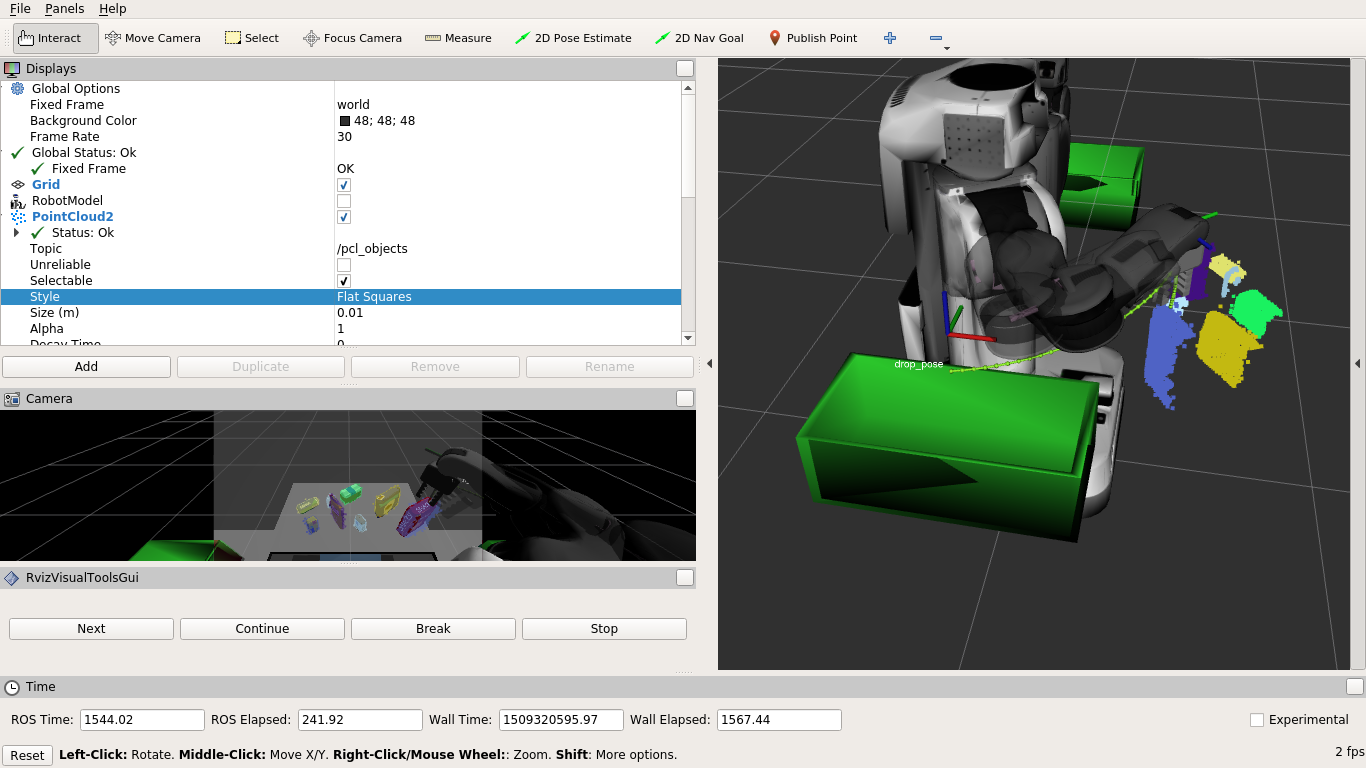 File Panels Help
Interact Move Camera Select Focus Camera Measure 2D Pose Estimate 2D Nav Goal Publish Point
Displays
Global Options
Fixed Frame world
Background Color 48; 48; 48
Frame Rate 30
Global Status: Ok
Fixed Frame OK
Grid
RobotModel
PointCloud2
Status: Ok
Topic /pcl_objects
Unreliable
Selectable
Style Flat Squares
Size (m) 0.01
Alpha 1
Decay Time 0
Add Duplicate Remove Rename
drop_pose
Camera
RvizVisualToolsGui
Next Continue Break Stop
Time
ROS Time: 1544.02 ROS Elapsed: 241.92 Wall Time: 1509320595.97 Wall Elapsed: 1567.44 Experimental
Reset Left-Click: Rotate. Middle-Click: Move X/Y. Right-Click/Mouse Wheel:: Zoom. Shift: More options. 2 fps